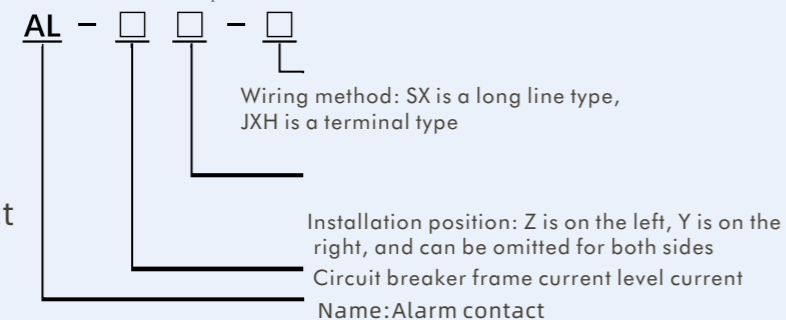 AL - □ □ - □
Wiring method: SX is a long line type,
JXH is a terminal type
Installation position: Z is on the left, Y is on the
right, and can be omitted for both sides
Circuit breaker frame current level current
Name:Alarm contact